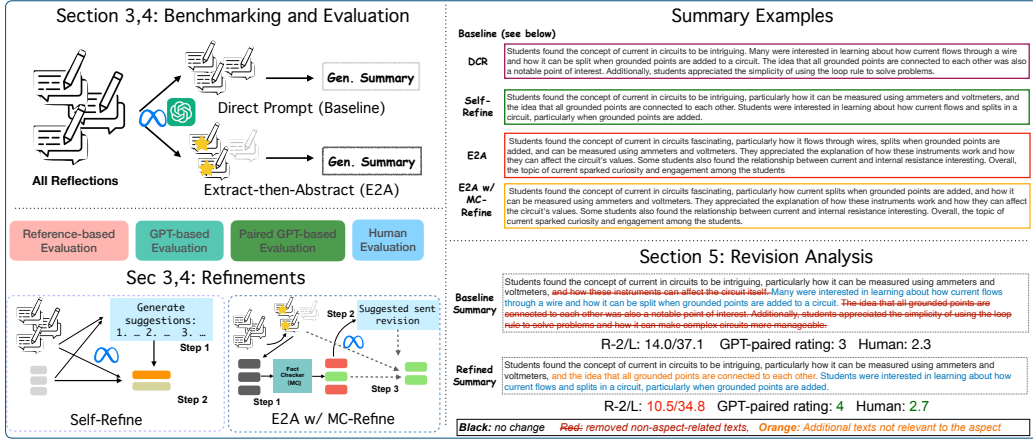 Section 3,4: Benchmarking and Evaluation
All Reflections
Direct Prompt (Baseline)
Gen. Summary
Extract-then-Abstract (E2A)
Gen. Summary
Reference-based
Evaluation
GPT-based
Evaluation
Paired GPT-based
Evaluation
Human
Evaluation
Sec 3,4: Refinements
Generate
suggestions:
1. … 2. … 3. …
Step 1
Step 2
Self-Refine
Step 2
Suggested sent
revision
Fact
Checker
(MC)
Step 1
Step 3
E2A w/ MC-Refine
Summary Examples
Baseline (see below)
DCR
Students found the concept of current in circuits to be intriguing. Many were interested in learning about how current flows through a wire
and how it can be split when grounded points are added to a circuit. The idea that all grounded points are connected to each other was also
a notable point of interest. Additionally, students appreciated the simplicity of using the loop rule to solve problems.
Self-
Refine
Students found the concept of current in circuits to be intriguing, particularly how it can be measured using ammeters and voltmeters, and
the idea that all grounded points are connected to each other. Students were interested in learning about how current flows and splits in a
circuit, particularly when grounded points are added.
E2A
Students found the concept of current in circuits fascinating, particularly how it flows through wires, splits when grounded points are
added, and can be measured using ammeters and voltmeters. They appreciated the explanation of how these instruments work and how
they can affect the circuit's values. Some students also found the relationship between current and internal resistance interesting. Overall,
the topic of current sparked curiosity and engagement among the students
E2A w/
MC-
Refine
Students found the concept of current in circuits fascinating, particularly how current splits when grounded points are added, and how it
can be measured using ammeters and voltmeters. They appreciated the explanation of how these instruments work and how they can affect
the circuit's values. Some students also found the relationship between current and internal resistance interesting. Overall, the topic of
current sparked curiosity and engagement among the students.
Section 5: Revision Analysis
Baseline
Summary
Students found the concept of current in circuits to be intriguing, particularly how it can be measured using ammeters and
voltmeters, and how these instruments can affect the circuit itself. Many were interested in learning about how current flows
through a wire and how it can be split when grounded points are added to a circuit. The idea that all grounded points are
connected to each other was also a notable point of interest. Additionally, students appreciated the simplicity of using the loop
rule to solve problems and how it can make complex circuits more manageable.
R-2/L: 14.0/37.1 GPT-paired rating: 3 Human: 2.3
Refined
Summary
Students found the concept of current in circuits to be intriguing, particularly how it can be measured using ammeters and
voltmeters, and the idea that all grounded points are connected to each other. Students were interested in learning about how
current flows and splits in a circuit, particularly when grounded points are added.
R-2/L: 10.5/34.8 GPT-paired rating: 4 Human: 2.7
Black: no change Red: removed non-aspect-related texts, Orange: Additional texts not relevant to the aspect